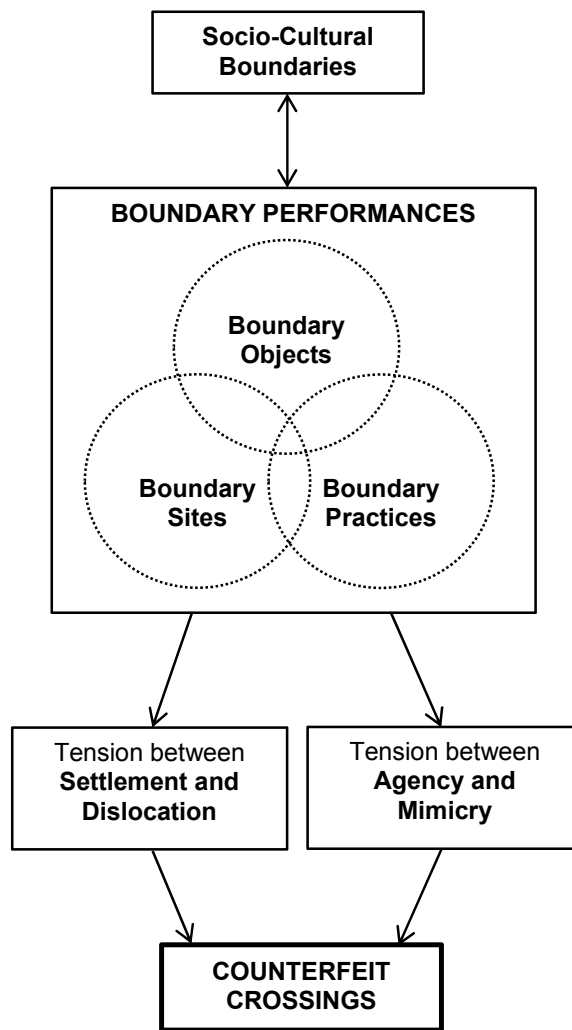 Socio-Cultural
Boundaries
BOUNDARY PERFORMANCES
Boundary
Objects
Boundary
Sites
Boundary
Practices
Tension between
Settlement and
Dislocation
Tension between
Agency and
Mimicry
COUNTERFEIT
CROSSINGS